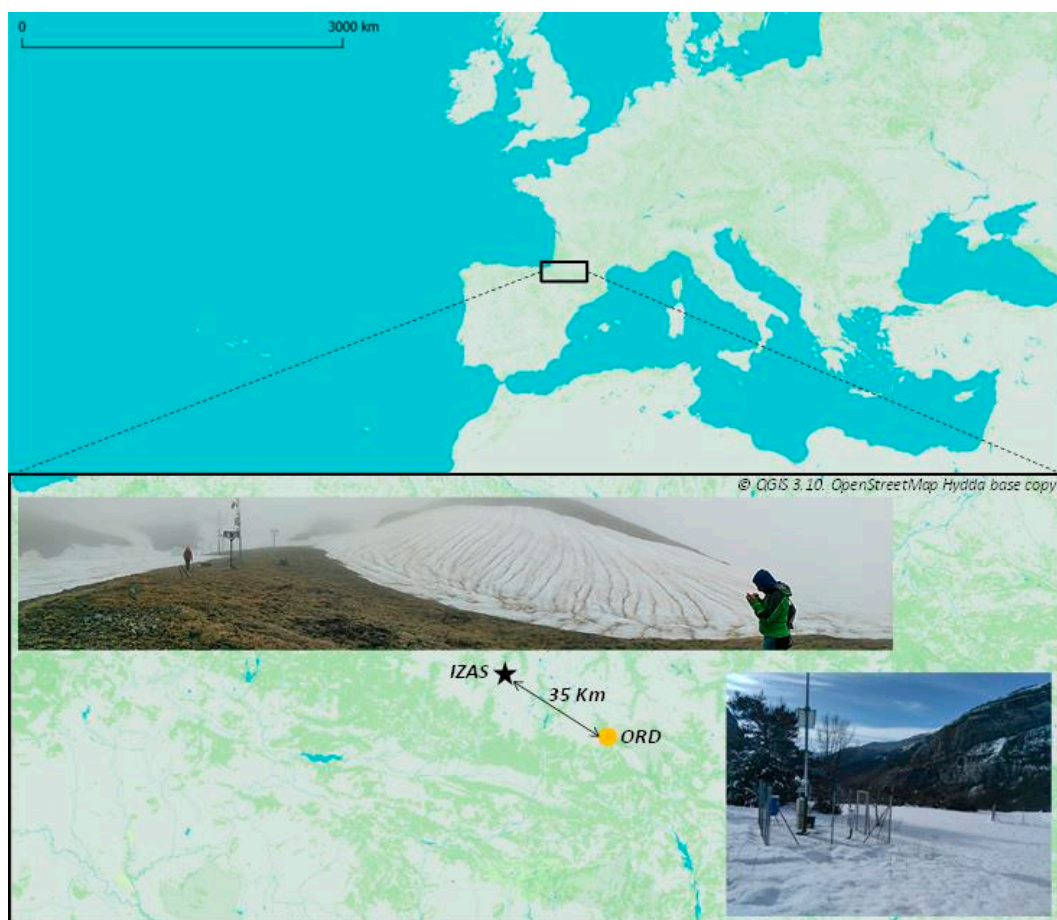 0 3000 km
© QGIS 3.10. OpenStreetMap Hydda base copy
IZAS
35 Km
ORD